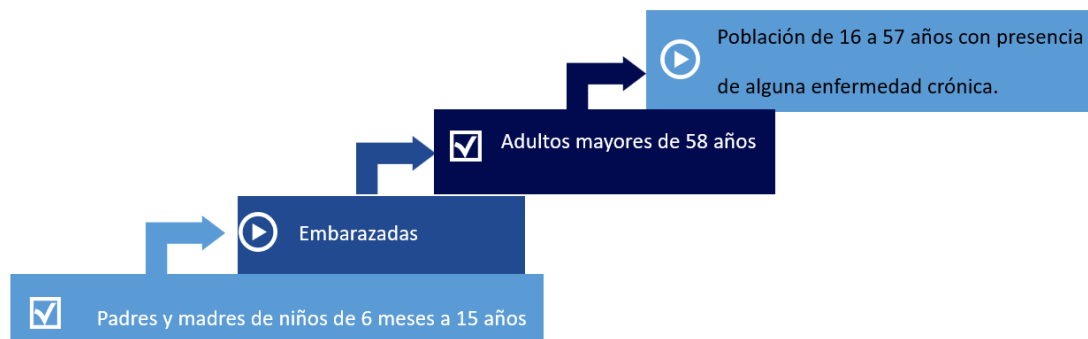 Población de 16 a 57 años con presencia
de alguna enfermedad crónica.
Adultos mayores de 58 años
Embarazadas
Padres y madres de niños de 6 meses a 15 años